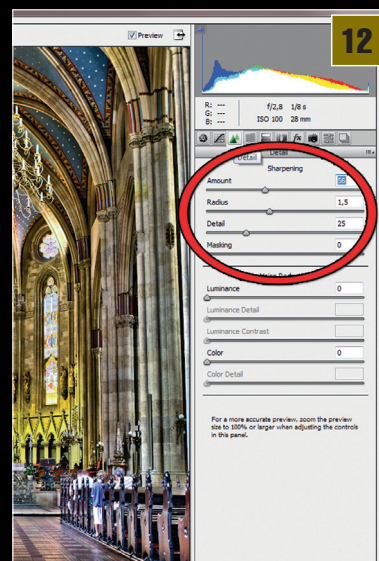 12
Preview
R: ---
G: ---
B: ---
f/2,8 1/8 s
ISO 100 28 mm
fx
Detail
Detail
Sharpening
Amount
Radius 1,5
Detail 25
Masking 0
Luminance 0
Luminance Detail
Luminance Contrast
Color 0
Color Detail
For a more accurate preview, zoom the preview
size to 100% or larger when adjusting the controls
in this panel.